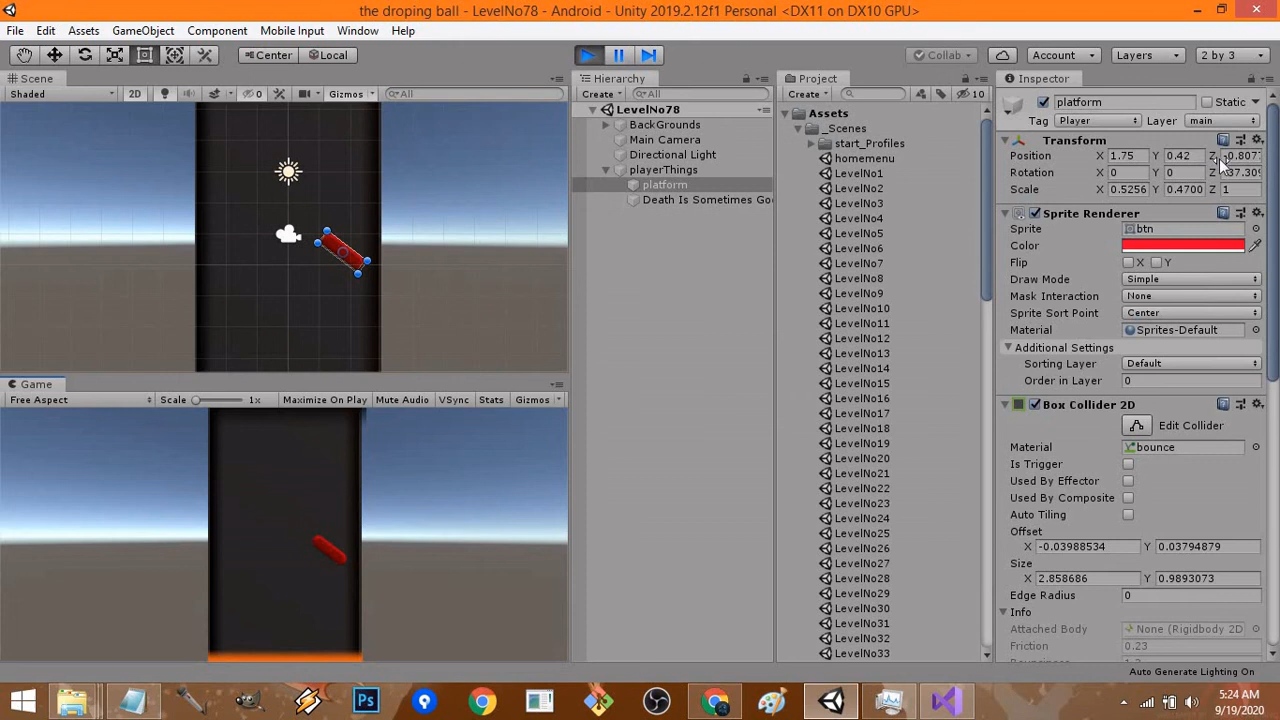 the droping ball - LevelNo78 - Android - Unity 2019.2.12f1 Personal <DX11 on DX10 GPU>
File Edit Assets GameObject Component Mobile Input Window Help
Center Local Collab Account Layers 2 by 3
Scene
Shaded 2D 0 Gizmos All
Game
Free Aspect Scale 1x Maximize On Play Mute Audio VSync Stats Gizmos
Hierarchy
Create All
LevelNo78
BackGrounds
Main Camera
Directional Light
playerThings
platform
Death Is Sometimes Go
Project
Create 10
Assets
_Scenes
start_Profiles
homemenu
LevelNo1
LevelNo2
LevelNo3
LevelNo4
LevelNo5
LevelNo6
LevelNo7
LevelNo8
LevelNo9
LevelNo10
LevelNo11
LevelNo12
LevelNo13
LevelNo14
LevelNo15
LevelNo16
LevelNo17
LevelNo18
LevelNo19
LevelNo20
LevelNo21
LevelNo22
LevelNo23
LevelNo24
LevelNo25
LevelNo26
LevelNo27
LevelNo28
LevelNo29
LevelNo30
LevelNo31
LevelNo32
LevelNo33
Inspector
platform Static
Tag Player Layer main
Transform
Position X 1.75 Y 0.42 Z -0.807
Rotation X 0 Y 0 37.309
Scale X 0.5256 Y 0.4700 Z 1
Sprite Renderer
Sprite btn
Color
Flip X Y
Draw Mode Simple
Mask Interaction None
Sprite Sort Point Center
Material Sprites-Default
Additional Settings
Sorting Layer Default
Order in Layer 0
Box Collider 2D
Edit Collider
Material bounce
Is Trigger
Used By Effector
Used By Composite
Auto Tiling
Offset
X -0.03988534 Y 0.03794879
Size
X 2.858686 Y 0.9893073
Edge Radius 0
Info
Attached Body None (Rigidbody 2D
Friction 0.23
Auto Generate Lighting On
Ps
5:24 AM
9/19/2020